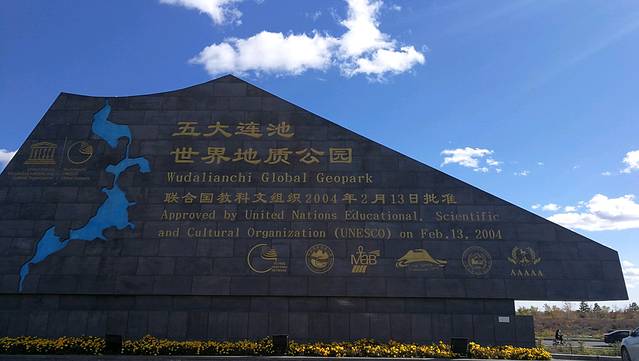 五大连池
世界地质公园
Wudalianchi Global Geopark
联合国教科文组织2004年2月13日批准
Approved by United Nations Educational, Scientific
and Cultural Organization (UNESCO) on Feb.13, 2004
MAB
AAAAA